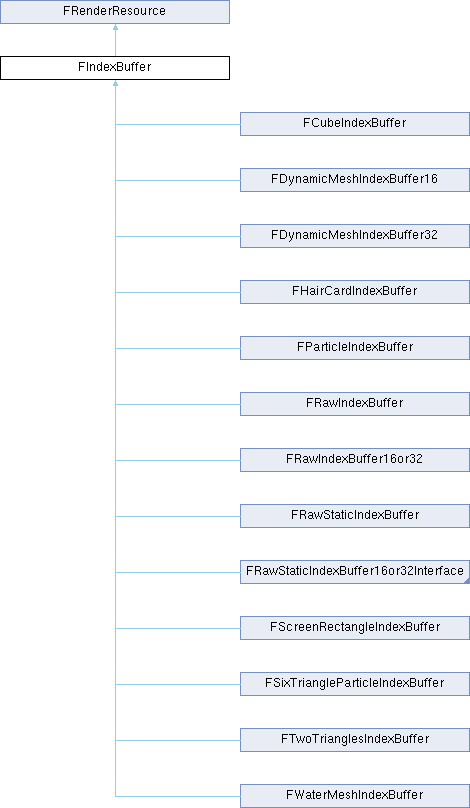 FRenderResource
FIndexBuffer
FCubeIndexBuffer
FDynamicMeshIndexBuffer16
FDynamicMeshIndexBuffer32
FHairCardIndexBuffer
FParticleIndexBuffer
FRawIndexBuffer
FRawIndexBuffer16or32
FRawStaticIndexBuffer
FRawStaticIndexBuffer16or32Interface
FScreenRectangleIndexBuffer
FSixTriangleParticleIndexBuffer
FTwoTrianglesIndexBuffer
FWaterMeshIndexBuffer